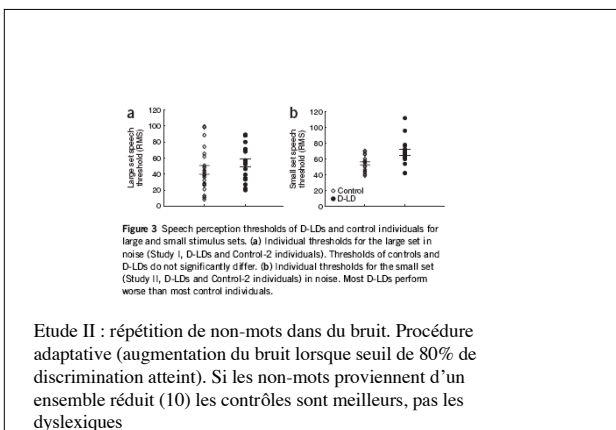 a
b
120
100
80
60
40
20
0
Large set speech
threshold (RMS)
120
100
80
60
40
20
0
Small set speech
threshold (RMS)
Control
D-LD
Figure 3 Speech perception thresholds of D-LDs and control individuals for
large and small stimulus sets. (a) Individual thresholds for the large set in
noise (Study I, D-LDs and Control-2 individuals). Thresholds of controls and
D-LDs do not significantly differ. (b) Individual thresholds for the small set
(Study II, D-LDs and Control-2 individuals) in noise. Most D-LDs perform
worse than most control individuals.
Etude II : répétition de non-mots dans du bruit. Procédure
adaptative (augmentation du bruit lorsque seuil de 80% de
discrimination atteint). Si les non-mots proviennent d’un
ensemble réduit (10) les contrôles sont meilleurs, pas les
dyslexiques